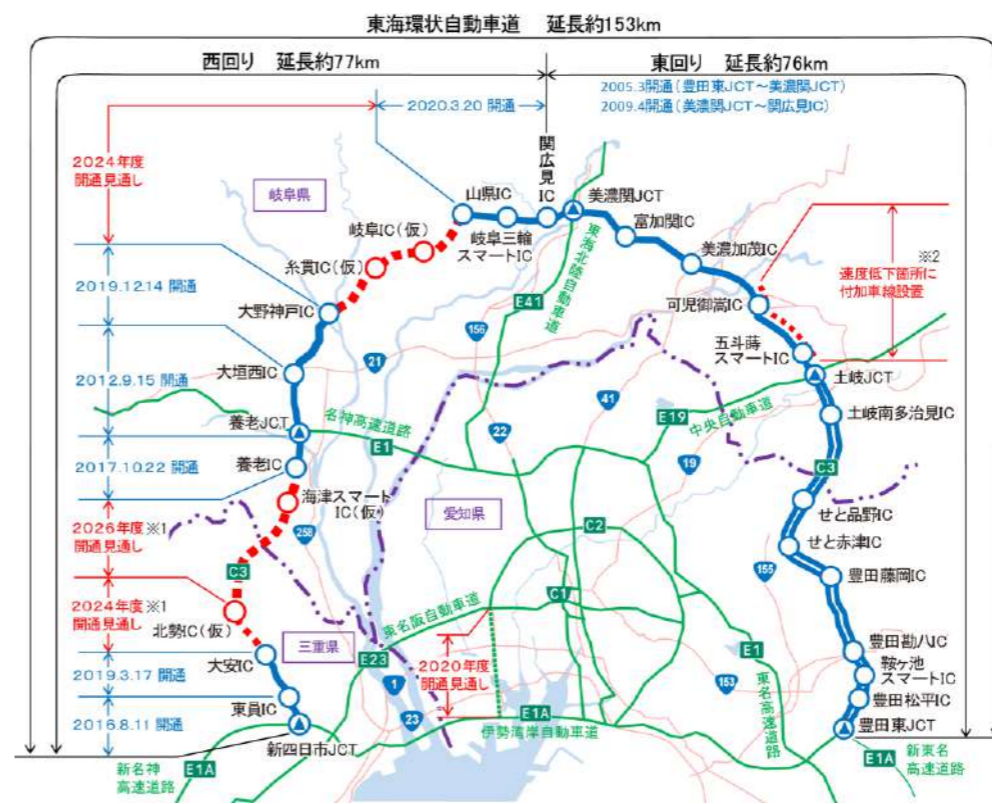 東海環状自動車道 延長約153km
西回り 延長約77km
東回り 延長約76km
2005.3開通(豊田東JCT～美濃関JCT)
2009.4開通(美濃関JCT～関広見IC)
2020.3.20 開通
関広見IC
2024年度
開通見通し
岐阜県
山県IC
美濃関JCT
岐阜IC(仮)
岐阜三輪
スマートIC
富加関IC
糸貫IC(仮)
東海北陸自動車道
美濃加茂IC
※2
速度低下箇所に
付加車線設置
2019.12.14 開通
大野神戸IC
E41
可児御嵩IC
156
五斗蒔
スマートIC
21
大垣西IC
土岐JCT
2012.9.15 開通
41
養老JCT
名神高速道路
E1
22
E19
中央自動車道
土岐南多治見IC
2017.10.22 開通
養老IC
19
C3
海津スマート
IC(仮)
愛知県
せと品野IC
2026年度 ※1
開通見通し
258
C2
せと赤津IC
C3
155
豊田藤岡IC
2024年度 ※1
開通見通し
北勢IC(仮)
C1
東名阪自動車道
三重県
豊田勘八IC
大安IC
E23
2020年度
開通見通し
E1
鞍ヶ池
スマートIC
2019.3.17 開通
1
153
東名高速道路
東員IC
豊田松平IC
23
E1A
2016.8.11 開通
新四日市JCT
伊勢湾岸自動車道
豊田東JCT
新名神
高速道路
E1A
E1A
新東名
高速道路